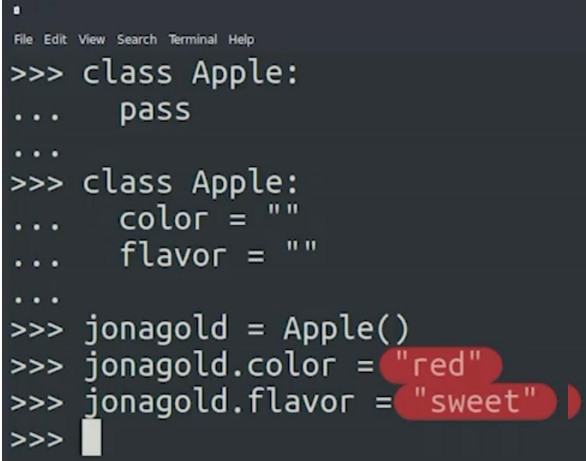 File Edit View Search Terminal Help
>>> class Apple:
...   pass
...
>>> class Apple:
...   color = ""
...   flavor = ""
...
>>> jonagold = Apple()
>>> jonagold.color = "red"
>>> jonagold.flavor = "sweet"
>>>